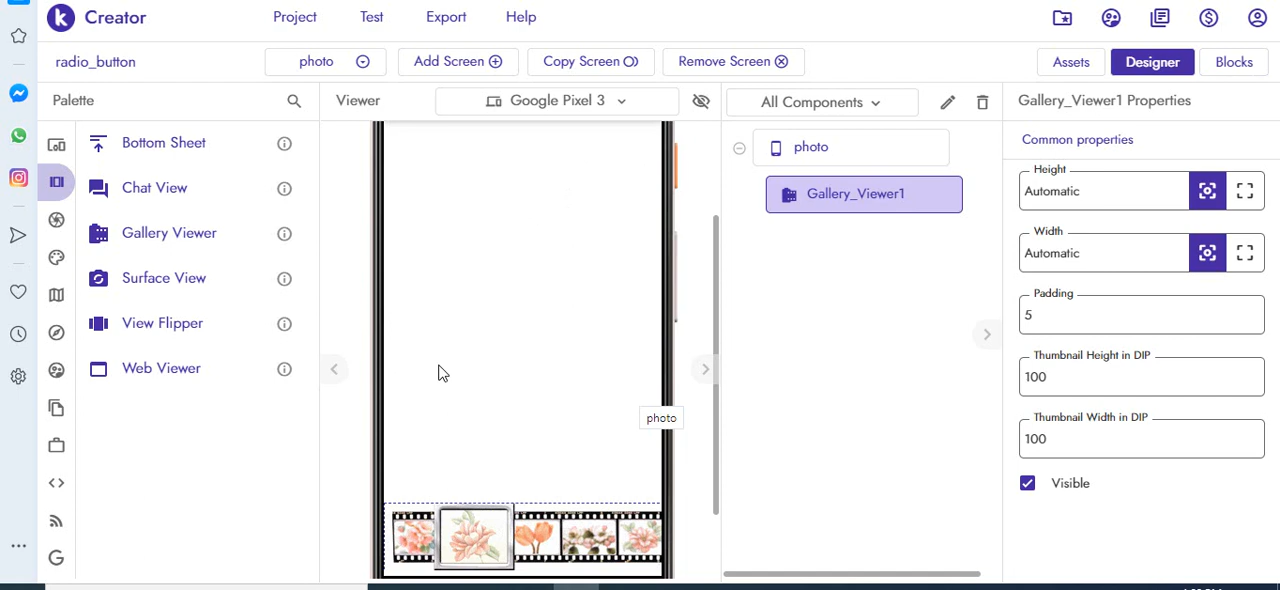 Creator
Project
Test
Export
Help
radio_button
photo
Add Screen
Copy Screen
Remove Screen
Assets
Designer
Blocks
Palette
Viewer
Google Pixel 3
All Components
Gallery_Viewer1 Properties
Common properties
Bottom Sheet
Chat View
Gallery Viewer
Surface View
View Flipper
Web Viewer
photo
photo
Gallery_Viewer1
Height
Automatic
Width
Automatic
Padding
5
Thumbnail Height in DIP
100
Thumbnail Width in DIP
100
Visible